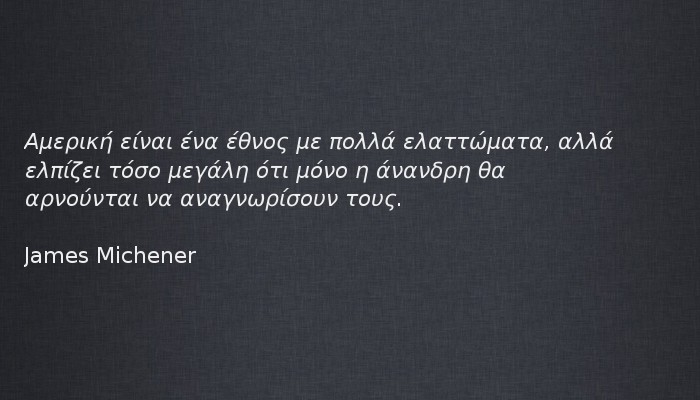 Αμερική είναι ένα έθνος με πολλά ελαττώματα, αλλά
ελπίζει τόσο μεγάλη ότι μόνο η άνανδρη θα
αρνούνται να αναγνωρίσουν τους.
James Michener